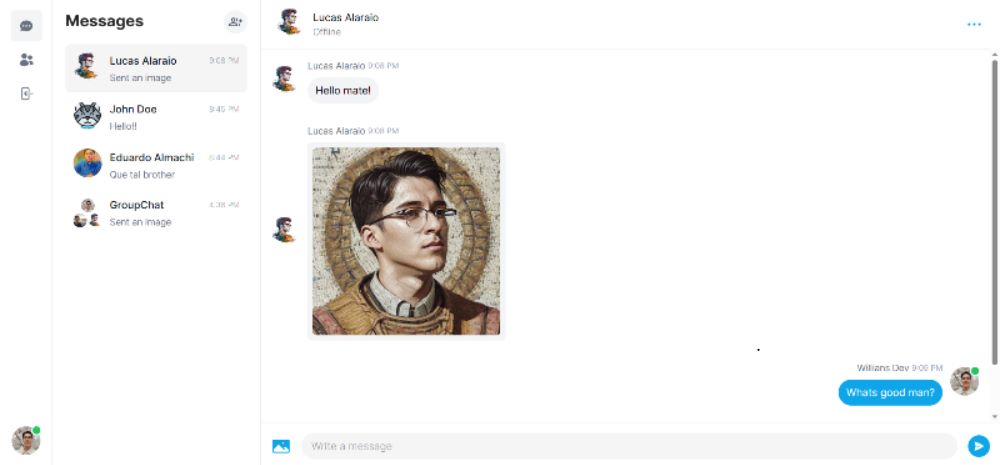 Messages
Lucas Alaraio 9:08 PM
Sent an image
John Doe 8:45 PM
Hello!!
Eduardo Almachi 6:44 PM
Que tal brother
GroupChat 4:38 PM
Sent an image
Lucas Alaraio
Offline
Lucas Alaraio 9:08 PM
Hello mate!
Lucas Alaraio 9:08 PM
Willians Dev 9:09 PM
Whats good man?
Write a message